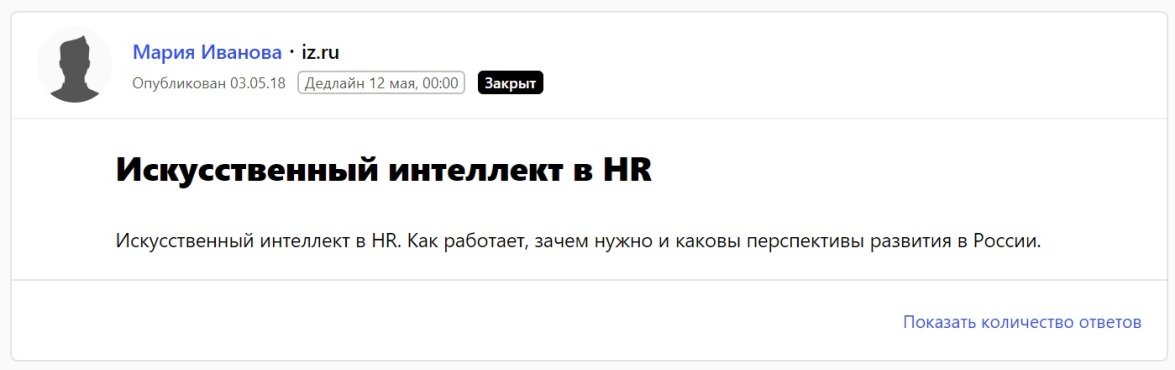 Мария Иванова · iz.ru
Опубликован 03.05.18 Дедлайн 12 мая, 00:00 Закрыт
Искусственный интеллект в HR
Искусственный интеллект в HR. Как работает, зачем нужно и каковы перспективы развития в России.
Показать количество ответов